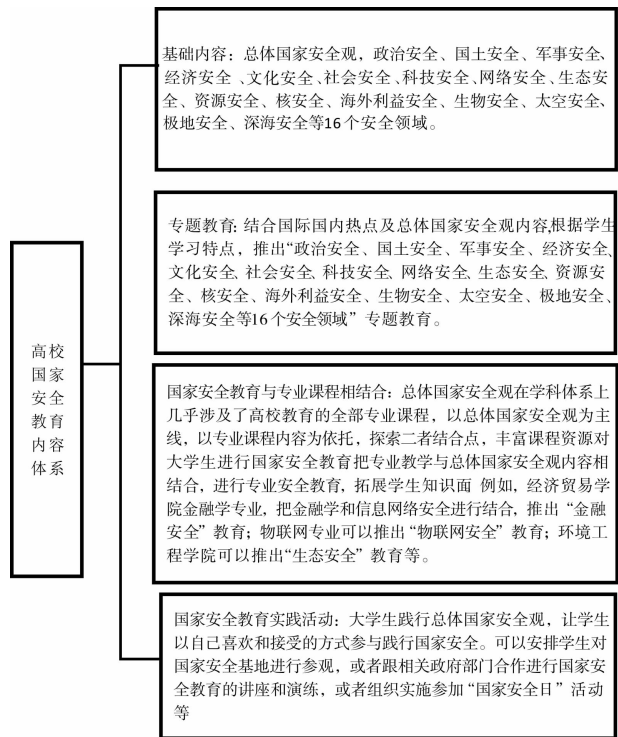 基础内容：总体国家安全观，政治安全、国土安全、军事安全、
经济安全 、文化安全、社会安全、科技安全、网络安全、生态安
全、资源安全、核安全、海外利益安全、生物安全、太空安全、
极地安全、深海安全等16个安全领域。
专题教育：结合国际国内热点及总体国家安全观内容,根据学生
学习特点，推出“政治安全、国土安全、军事安全、经济安全、
文化安全、社会安全、科技安全、网络安全、生态安全、资源安
全、核安全、海外利益安全、生物安全、太空安全、极地安全、
深海安全等16个安全领域”专题教育。
高校
国家
安全
教育
内容
体系
国家安全教育与专业课程相结合：总体国家安全观在学科体系上
几乎涉及了高校教育的全部专业课程，以总体国家安全观为主
线，以专业课程内容为依托，探索二者结合点，丰富课程资源对
大学生进行国家安全教育把专业教学与总体国家安全观内容相
结合，进行专业安全教育，拓展学生知识面 例如，经济贸易学
院金融学专业，把金融学和信息网络安全进行结合，推出“金融
安全”教育；物联网专业可以推出“物联网安全”教育；环境工
程学院可以推出“生态安全”教育等。
国家安全教育实践活动：大学生践行总体国家安全观，让学生
以自己喜欢和接受的方式参与践行国家安全。可以安排学生对
国家安全基地进行参观，或者跟相关政府部门合作进行国家安
全教育的讲座和演练，或者组织实施参加“国家安全日”活动
等